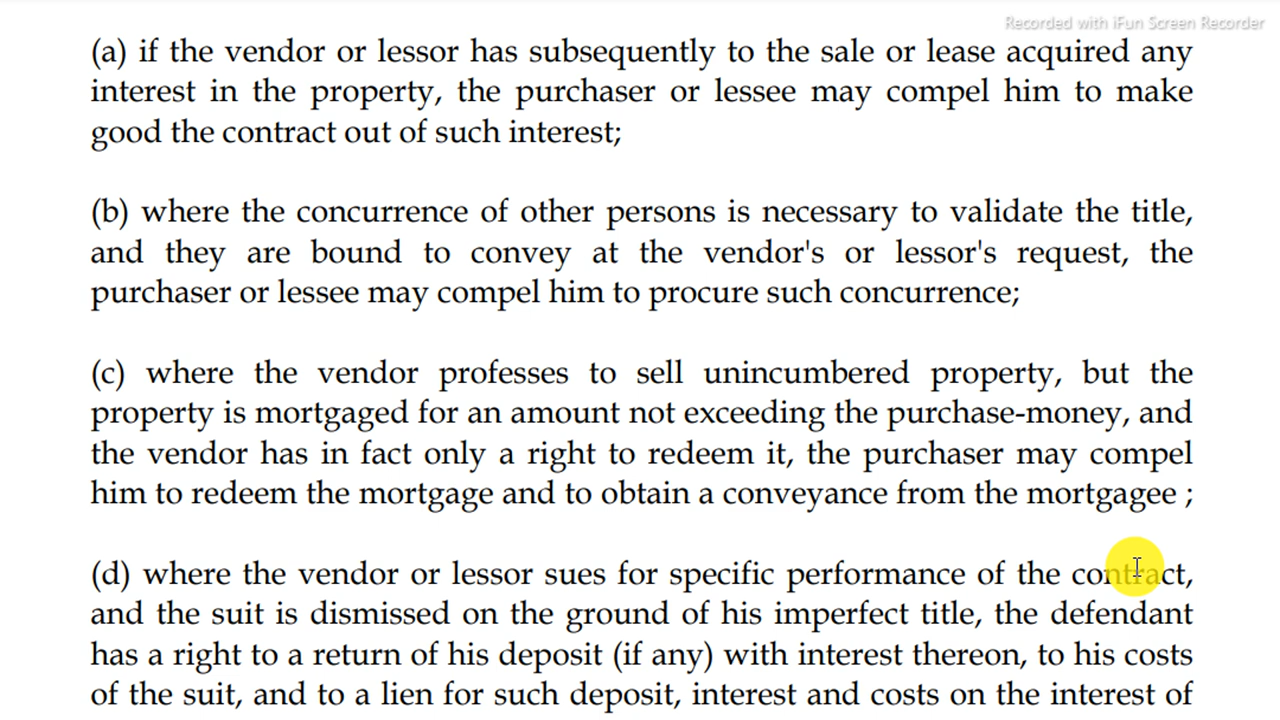 Recorded with iFun Screen Recorder
(a) if the vendor or lessor has subsequently to the sale or lease acquired any
interest in the property, the purchaser or lessee may compel him to make
good the contract out of such interest;
(b) where the concurrence of other persons is necessary to validate the title,
and they are bound to convey at the vendor's or lessor's request, the
purchaser or lessee may compel him to procure such concurrence;
(c) where the vendor professes to sell unincumbered property, but the
property is mortgaged for an amount not exceeding the purchase-money, and
the vendor has in fact only a right to redeem it, the purchaser may compel
him to redeem the mortgage and to obtain a conveyance from the mortgagee ;
(d) where the vendor or lessor sues for specific performance of the contract,
and the suit is dismissed on the ground of his imperfect title, the defendant
has a right to a return of his deposit (if any) with interest thereon, to his costs
of the suit, and to a lien for such deposit, interest and costs on the interest of